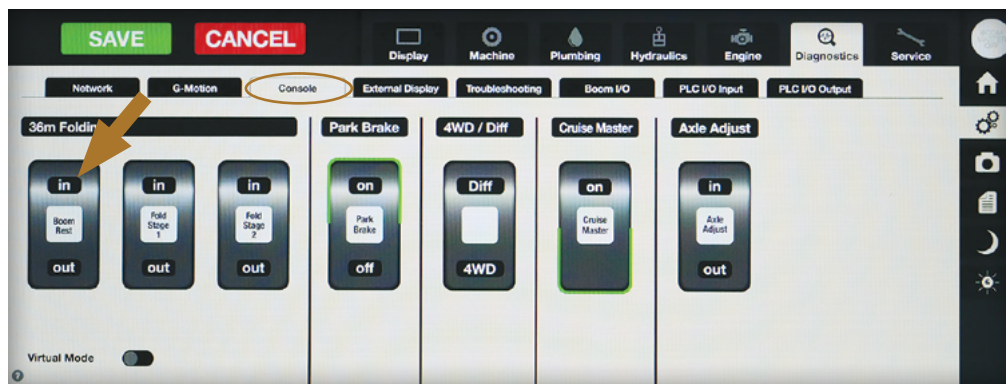 SAVE
CANCEL
Display
Machine
Plumbing
Hydraulics
Engine
Diagnostics
Service
Network
G-Motion
Console
External Display
Troubleshooting
Boom I/O
PLC I/O Input
PLC I/O Output
36m Foldin
Park Brake
4WD / Diff
Cruise Master
Axle Adjust
in
Boom
Rest
out
in
Fold
Stage
1
out
in
Fold
Stage
2
out
on
Park
Brake
off
Diff
4WD
on
Cruise
Master
in
Axle
Adjust
out
Virtual Mode
?